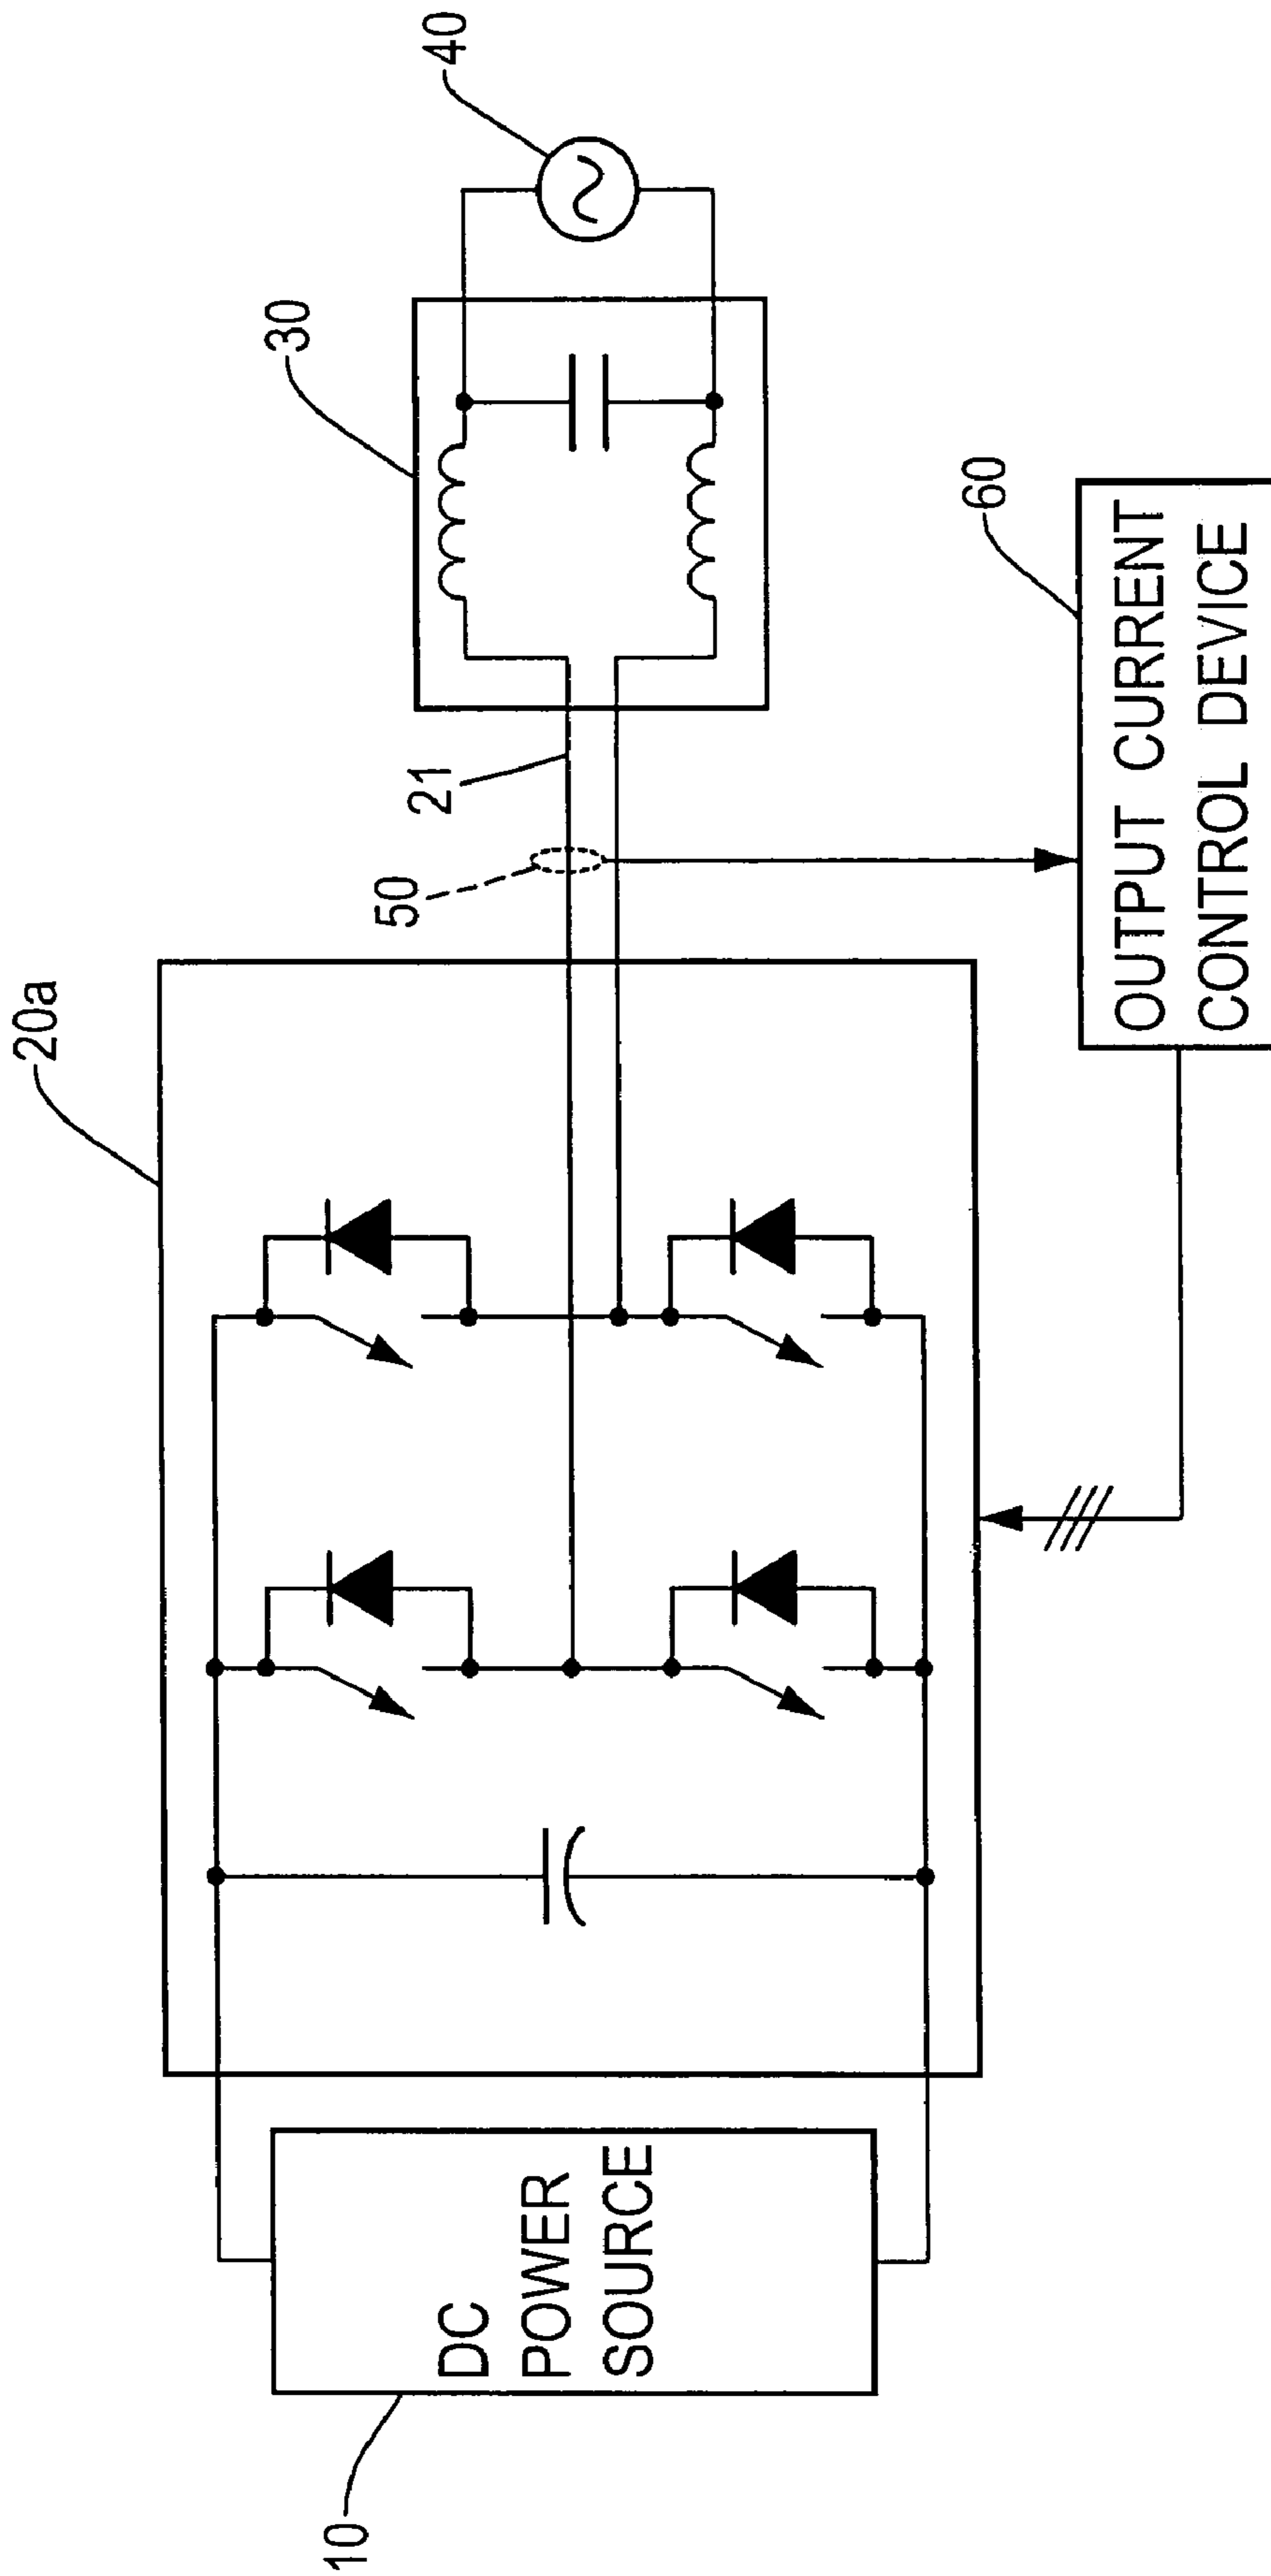 20a
30
40
50
21
10
DC
POWER
SOURCE
60
OUTPUT CURRENT
CONTROL DEVICE